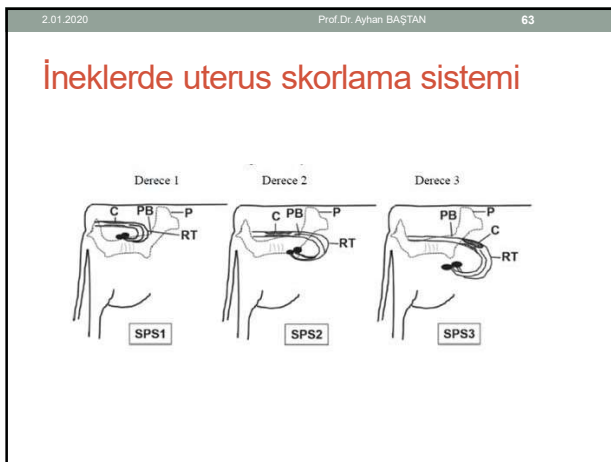 2.01.2020 Prof.Dr. Ayhan BAŞTAN 63
İneklerde uterus skorlama sistemi
Derece 1 Derece 2 Derece 3
C PB P RT
C PB P RT
PB P C RT
SPS1 SPS2 SPS3